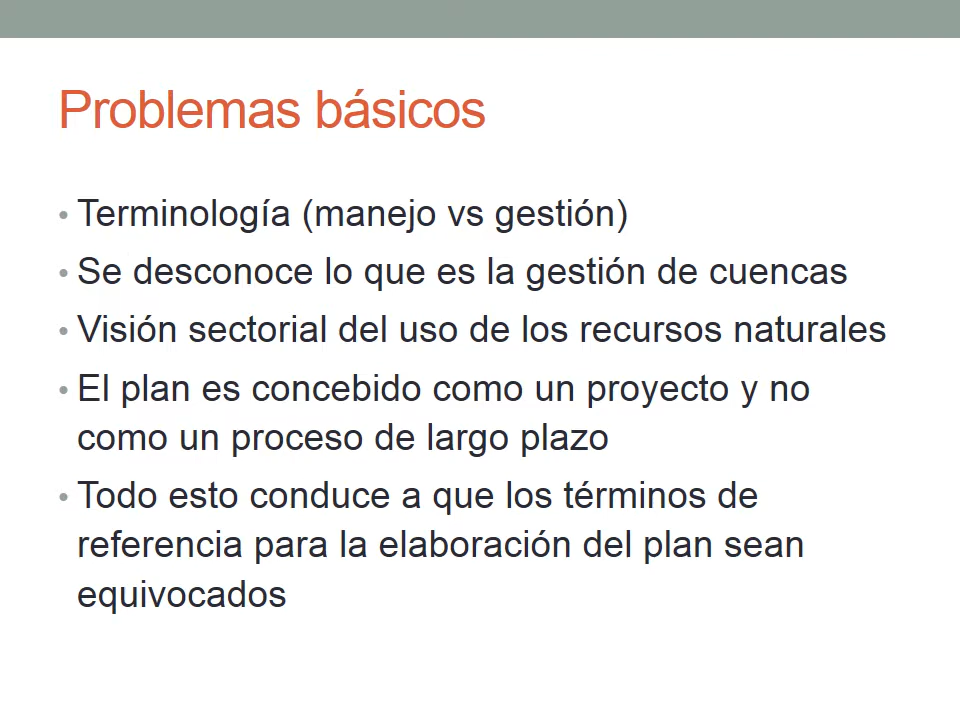 Problemas básicos
• Terminología (manejo vs gestión)
• Se desconoce lo que es la gestión de cuencas
• Visión sectorial del uso de los recursos naturales
• El plan es concebido como un proyecto y no
como un proceso de largo plazo
• Todo esto conduce a que los términos de
referencia para la elaboración del plan sean
equivocados